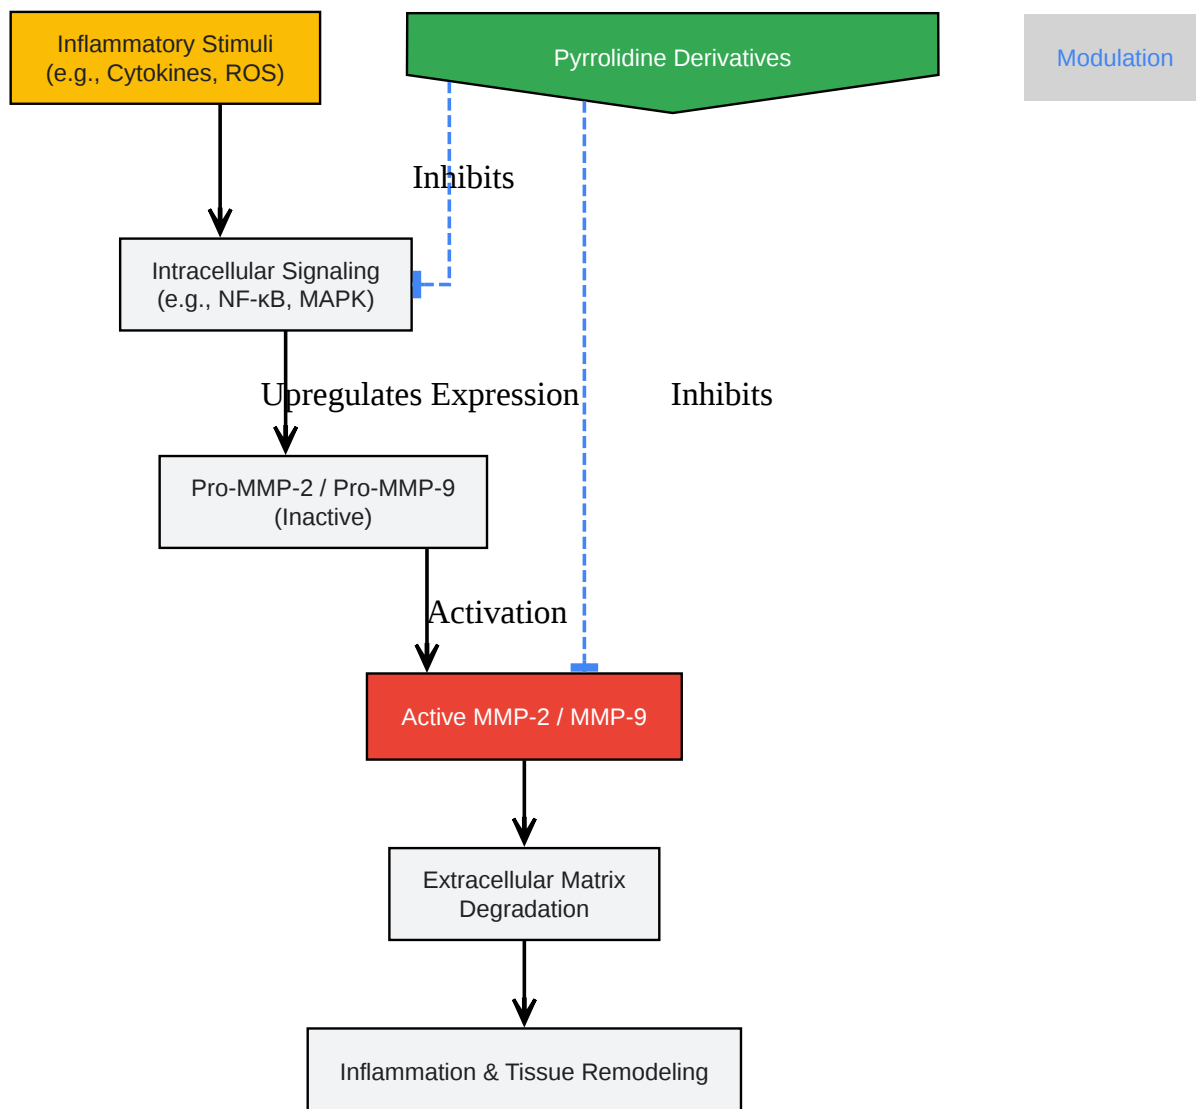 Inflammatory Stimuli
(e.g., Cytokines, ROS)
Pyrrolidine Derivatives
Modulation
Inhibits
Intracellular Signaling
(e.g., NF-κB, MAPK)
Upregulates Expression
Inhibits
Pro-MMP-2 / Pro-MMP-9
(Inactive)
Activation
Active MMP-2 / MMP-9
Extracellular Matrix
Degradation
Inflammation & Tissue Remodeling